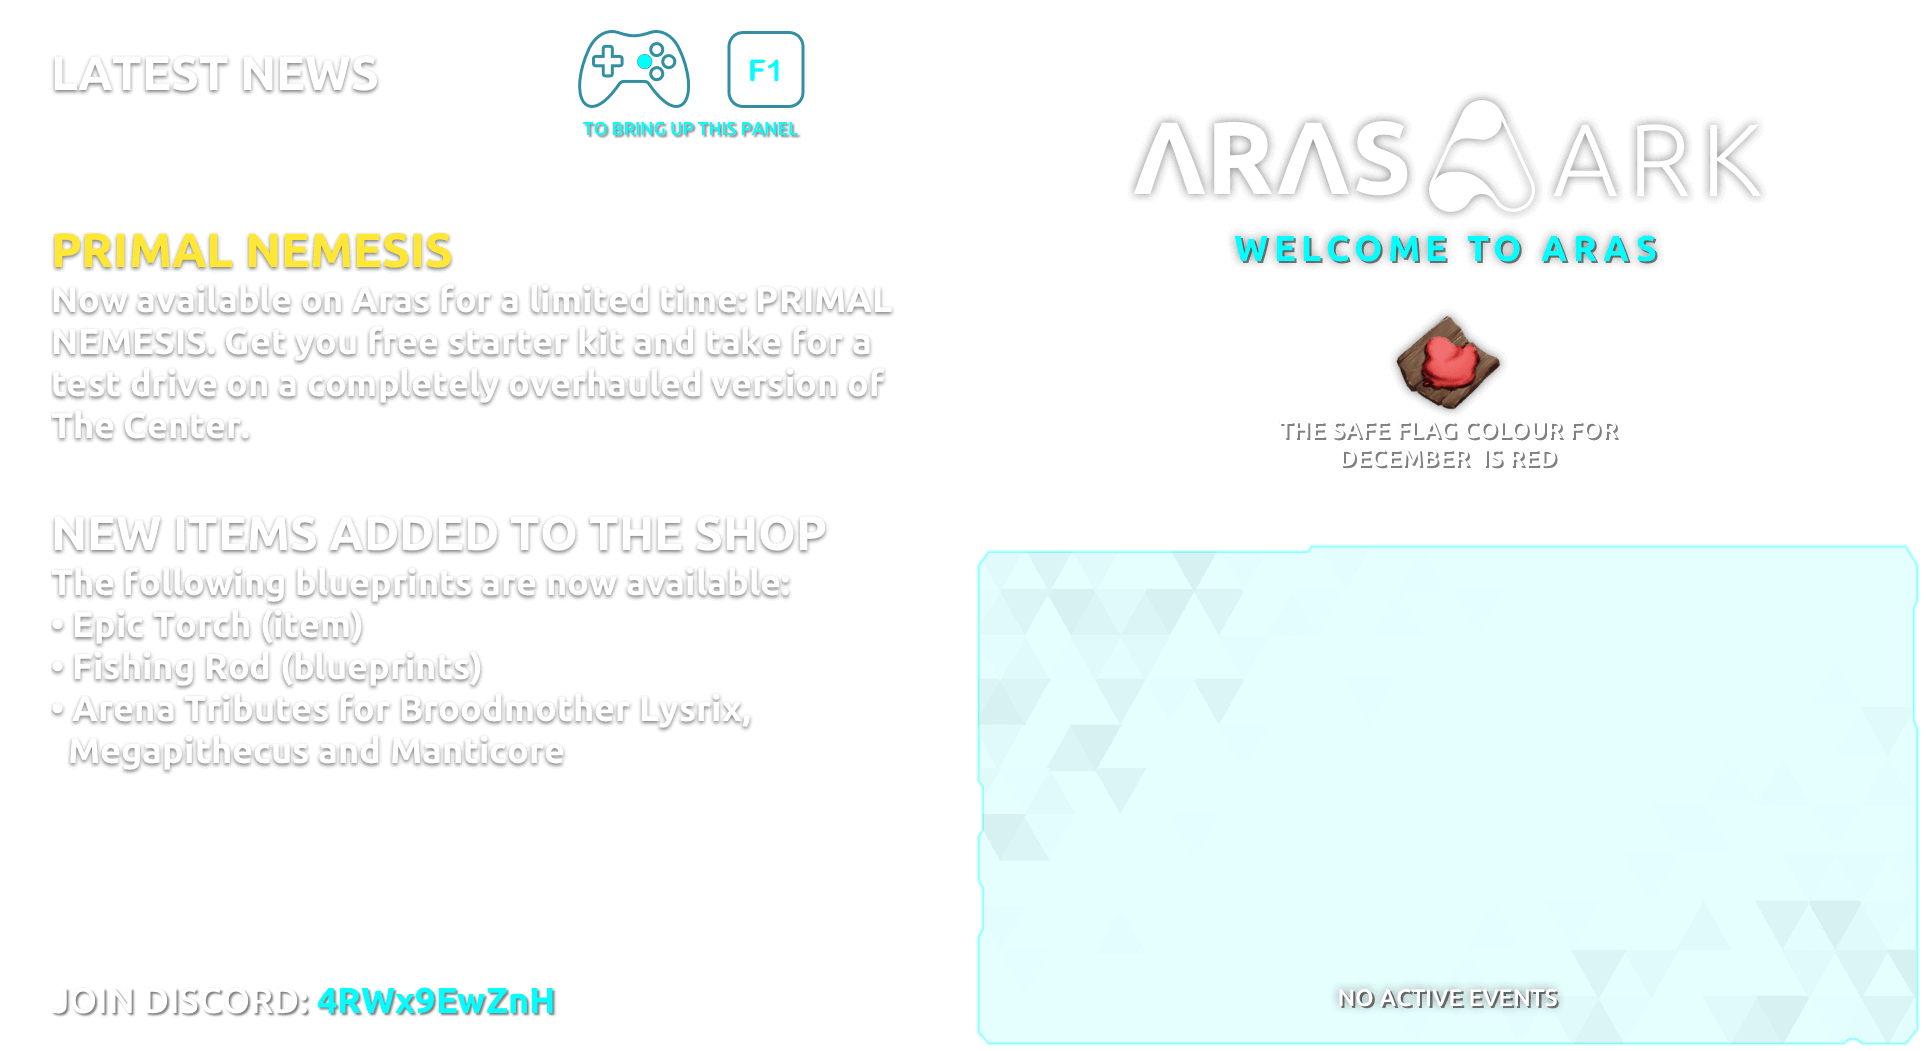 LATEST NEWS
F1
TO BRING UP THIS PANEL
PRIMAL NEMESIS
Now available on Aras for a limited time: PRIMAL
NEMESIS. Get you free starter kit and take for a
test drive on a completely overhauled version of
The Center.
NEW ITEMS ADDED TO THE SHOP
The following blueprints are now available:
• Epic Torch (item)
• Fishing Rod (blueprints)
• Arena Tributes for Broodmother Lysrix,
Megapithecus and Manticore
JOIN DISCORD: 4RWx9EwZnH
ARAS ARK
WELCOME TO ARAS
THE SAFE FLAG COLOUR FOR
DECEMBER IS RED
NO ACTIVE EVENTS